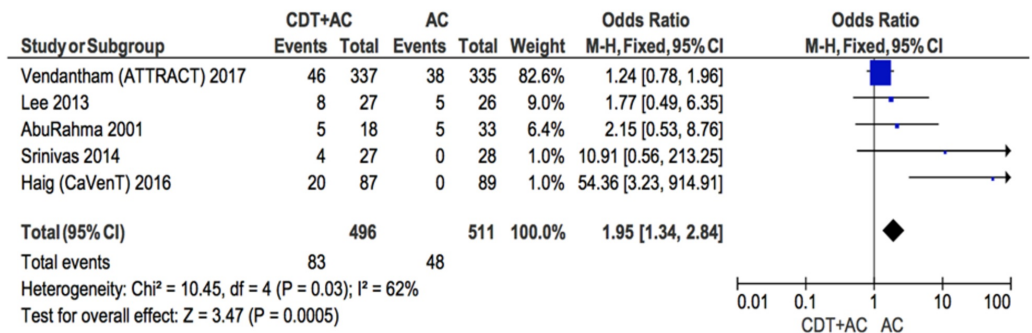 CDT+AC AC Odds Ratio Odds Ratio
Study or Subgroup Events Total Events Total Weight M-H, Fixed, 95% CI M-H, Fixed, 95% CI
Vendantham (ATTRACT) 2017 46 337 38 335 82.6% 1.24 [0.78, 1.96]
Lee 2013 8 27 5 26 9.0% 1.77 [0.49, 6.35]
AbuRahma 2001 5 18 5 33 6.4% 2.15 [0.53, 8.76]
Srinivas 2014 4 27 0 28 1.0% 10.91 [0.56, 213.25]
Haig (CaVenT) 2016 20 87 0 89 1.0% 54.36 [3.23, 914.91]
Total (95% CI) 496 511 100.0% 1.95 [1.34, 2.84]
Total events 83 48
Heterogeneity: Chi² = 10.45, df = 4 (P = 0.03); I² = 62%
Test for overall effect: Z = 3.47 (P = 0.0005)
0.01 0.1 1 10 100
CDT+AC AC